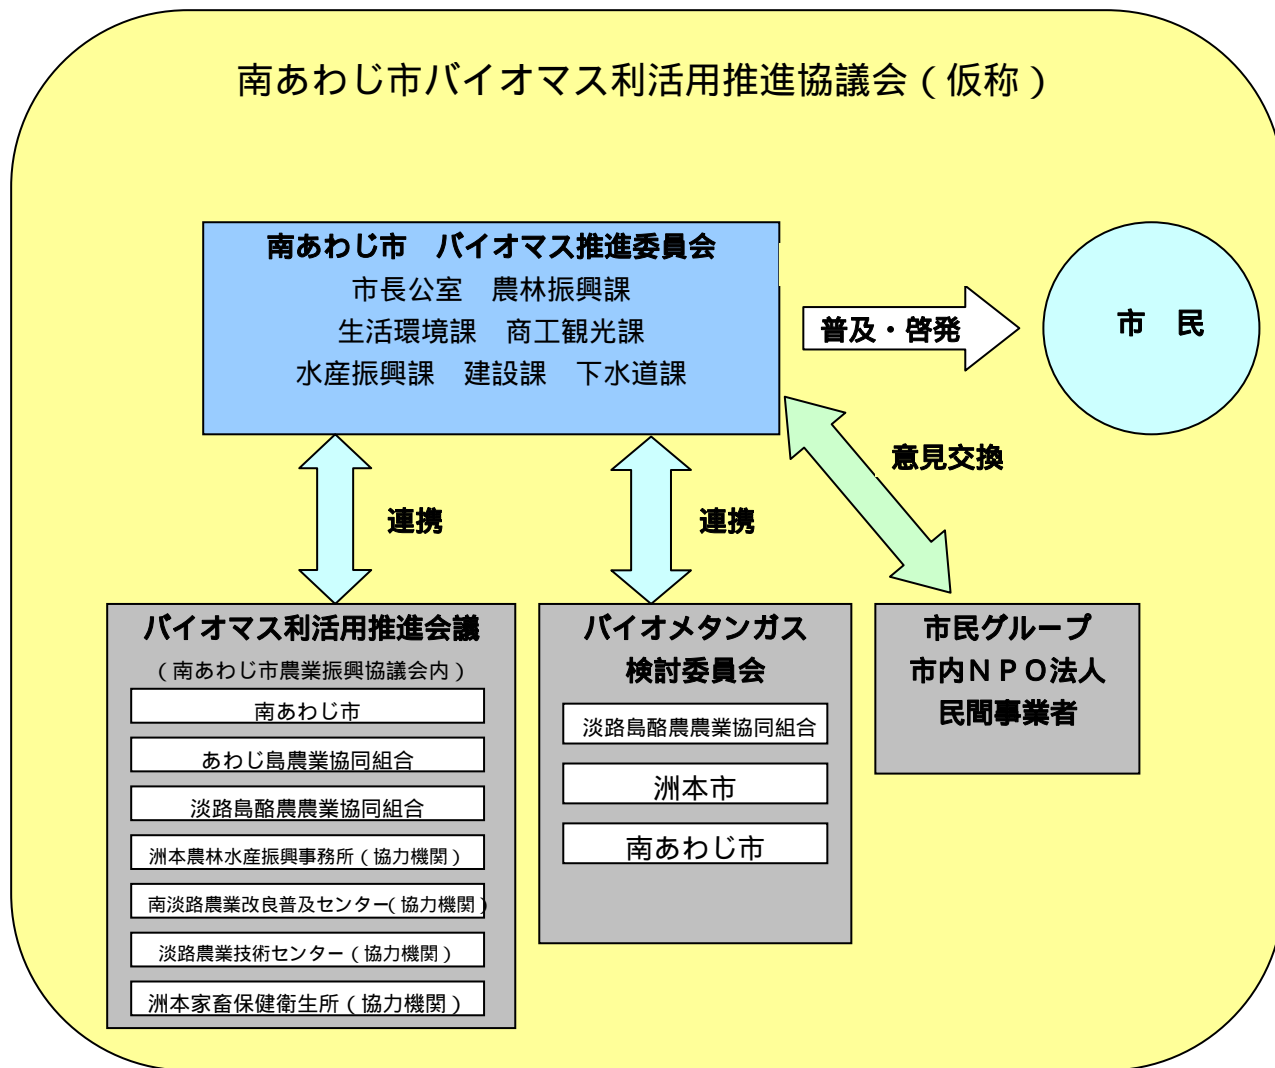 南あわじ市バイオマス利活用推進協議会（仮称）
南あわじ市　バイオマス推進委員会
市長公室　農林振興課
生活環境課　商工観光課
水産振興課　建設課　下水道課
普及・啓発
市　民
意見交換
連携
連携
バイオマス利活用推進会議
（南あわじ市農業振興協議会内）
南あわじ市
あわじ島農業協同組合
淡路島酪農農業協同組合
洲本農林水産振興事務所（協力機関）
南淡路農業改良普及センター（協力機関）
淡路農業技術センター（協力機関）
洲本家畜保健衛生所（協力機関）
バイオメタンガス
検討委員会
淡路島酪農農業協同組合
洲本市
南あわじ市
市民グループ
市内ＮＰＯ法人
民間事業者